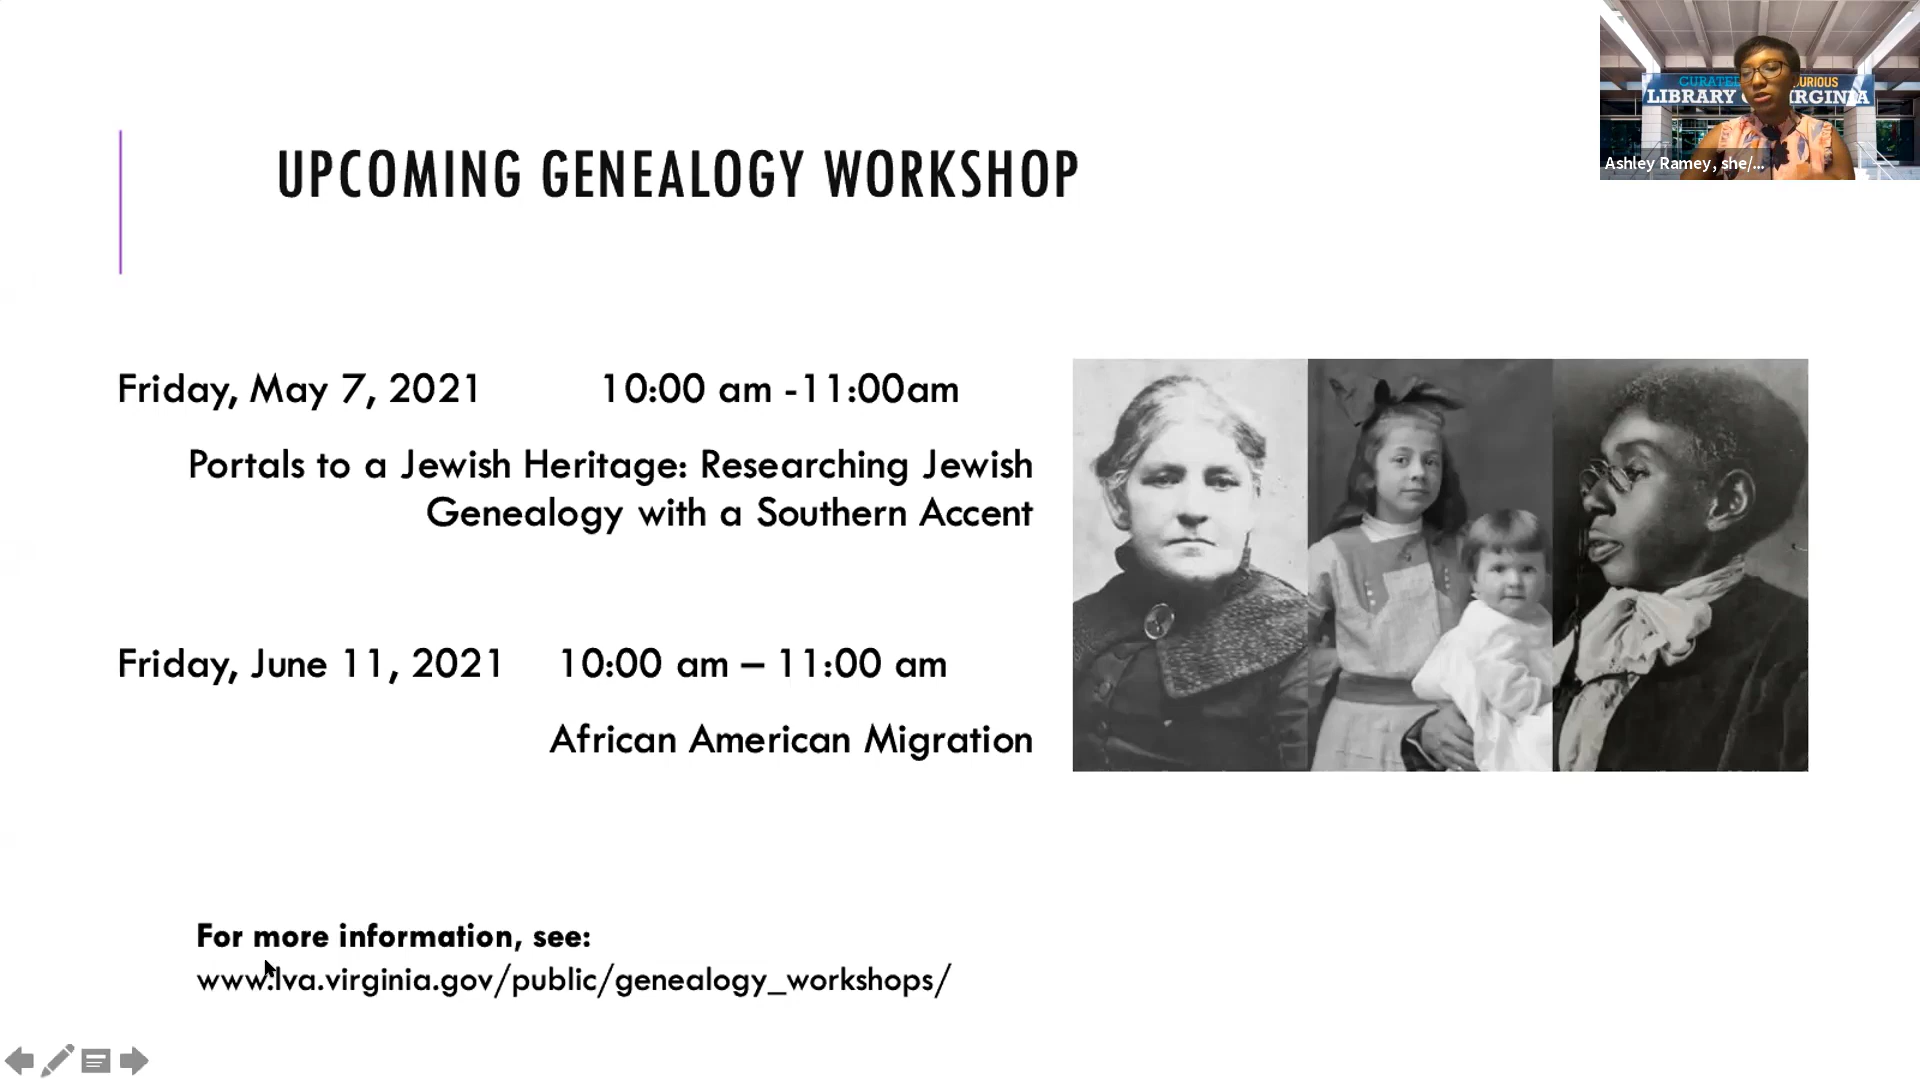 UPCOMING GENEALOGY WORKSHOP
Friday, May 7, 2021 10:00 am -11:00am
Portals to a Jewish Heritage: Researching Jewish
Genealogy with a Southern Accent
Friday, June 11, 2021 10:00 am – 11:00 am
African American Migration
For more information, see:
www.lva.virginia.gov/public/genealogy_workshops/
CURATED
LIBRARY
Ashley Ramey, she/...